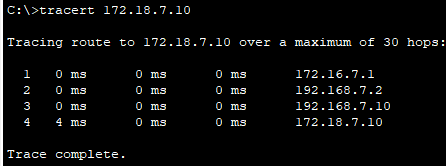 C:\>tracert 172.18.7.10
Tracing route to 172.18.7.10 over a maximum of 30 hops:
1 0 ms 0 ms 0 ms 172.16.7.1
2 0 ms 0 ms 0 ms 192.168.7.2
3 0 ms 0 ms 0 ms 192.168.7.10
4 4 ms 0 ms 0 ms 172.18.7.10
Trace complete.